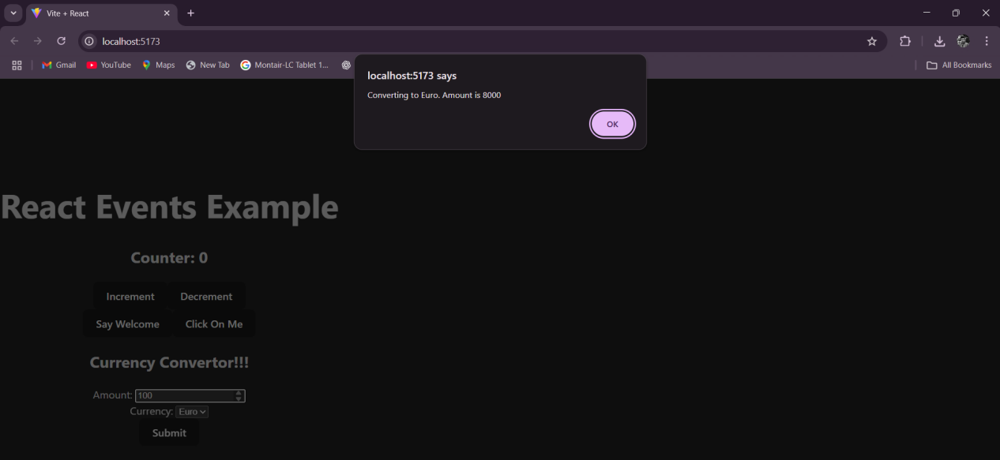 Vite + React
localhost:5173
Gmail
YouTube
Maps
New Tab
Montair-LC Tablet 1...
All Bookmarks
localhost:5173 says
Converting to Euro. Amount is 8000
OK
React Events Example
Counter: 0
Increment
Decrement
Say Welcome
Click On Me
Currency Convertor!!!
Amount: 100
Currency: Euro
Submit